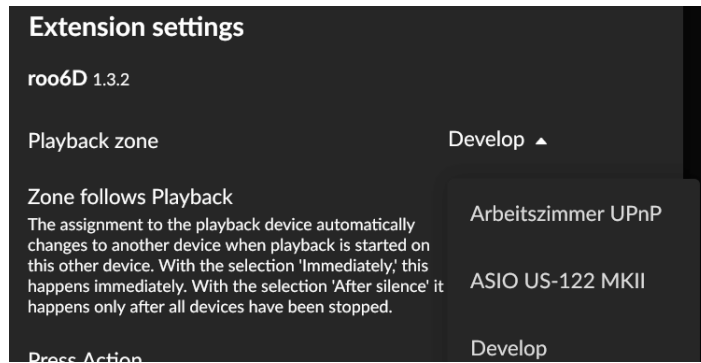 Extension settings
roo6D 1.3.2
Playback zone
Develop
Zone follows Playback
The assignment to the playback device automatically
changes to another device when playback is started on
this other device. With the selection 'Immediately,' this
happens immediately. With the selection 'After silence' it
happens only after all devices have been stopped.
Arbeitszimmer UPnP
ASIO US-122 MKII
Develop
Press Action